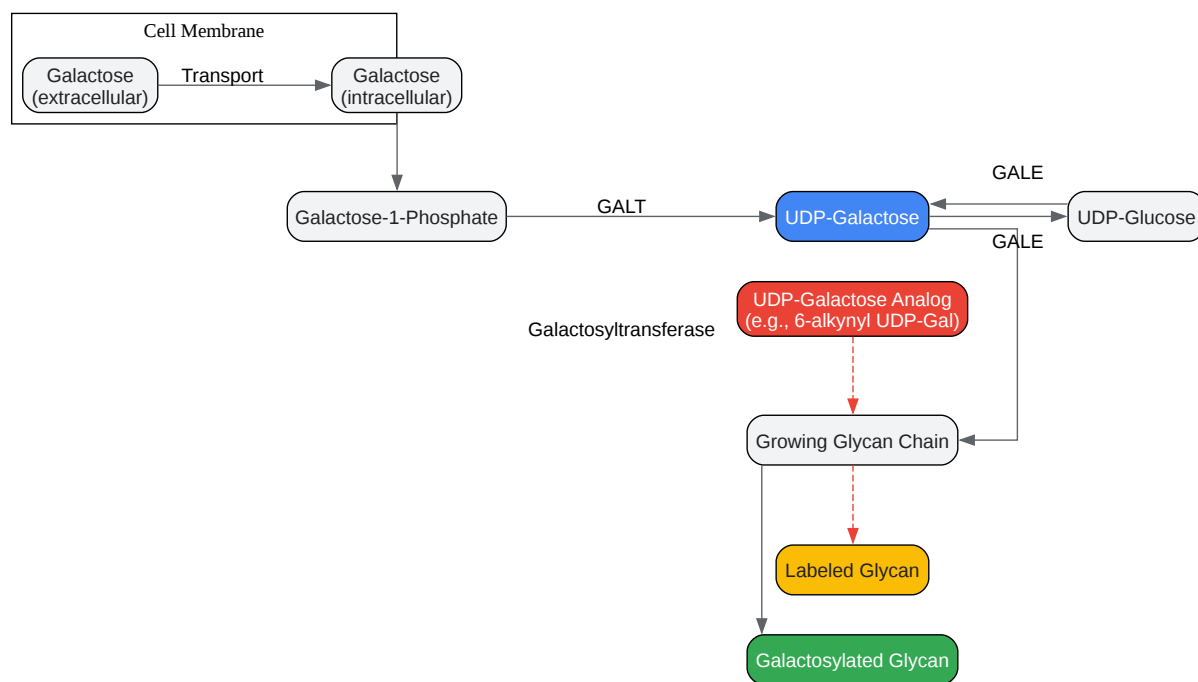 Cell Membrane
Galactose
(extracellular)
Transport
Galactose
(intracellular)
Galactose-1-Phosphate
GALT
UDP-Galactose
GALE
UDP-Glucose
GALE
UDP-Galactose Analog
(e.g., 6-alkynyl UDP-Gal)
Galactosyltransferase
Growing Glycan Chain
Labeled Glycan
Galactosylated Glycan